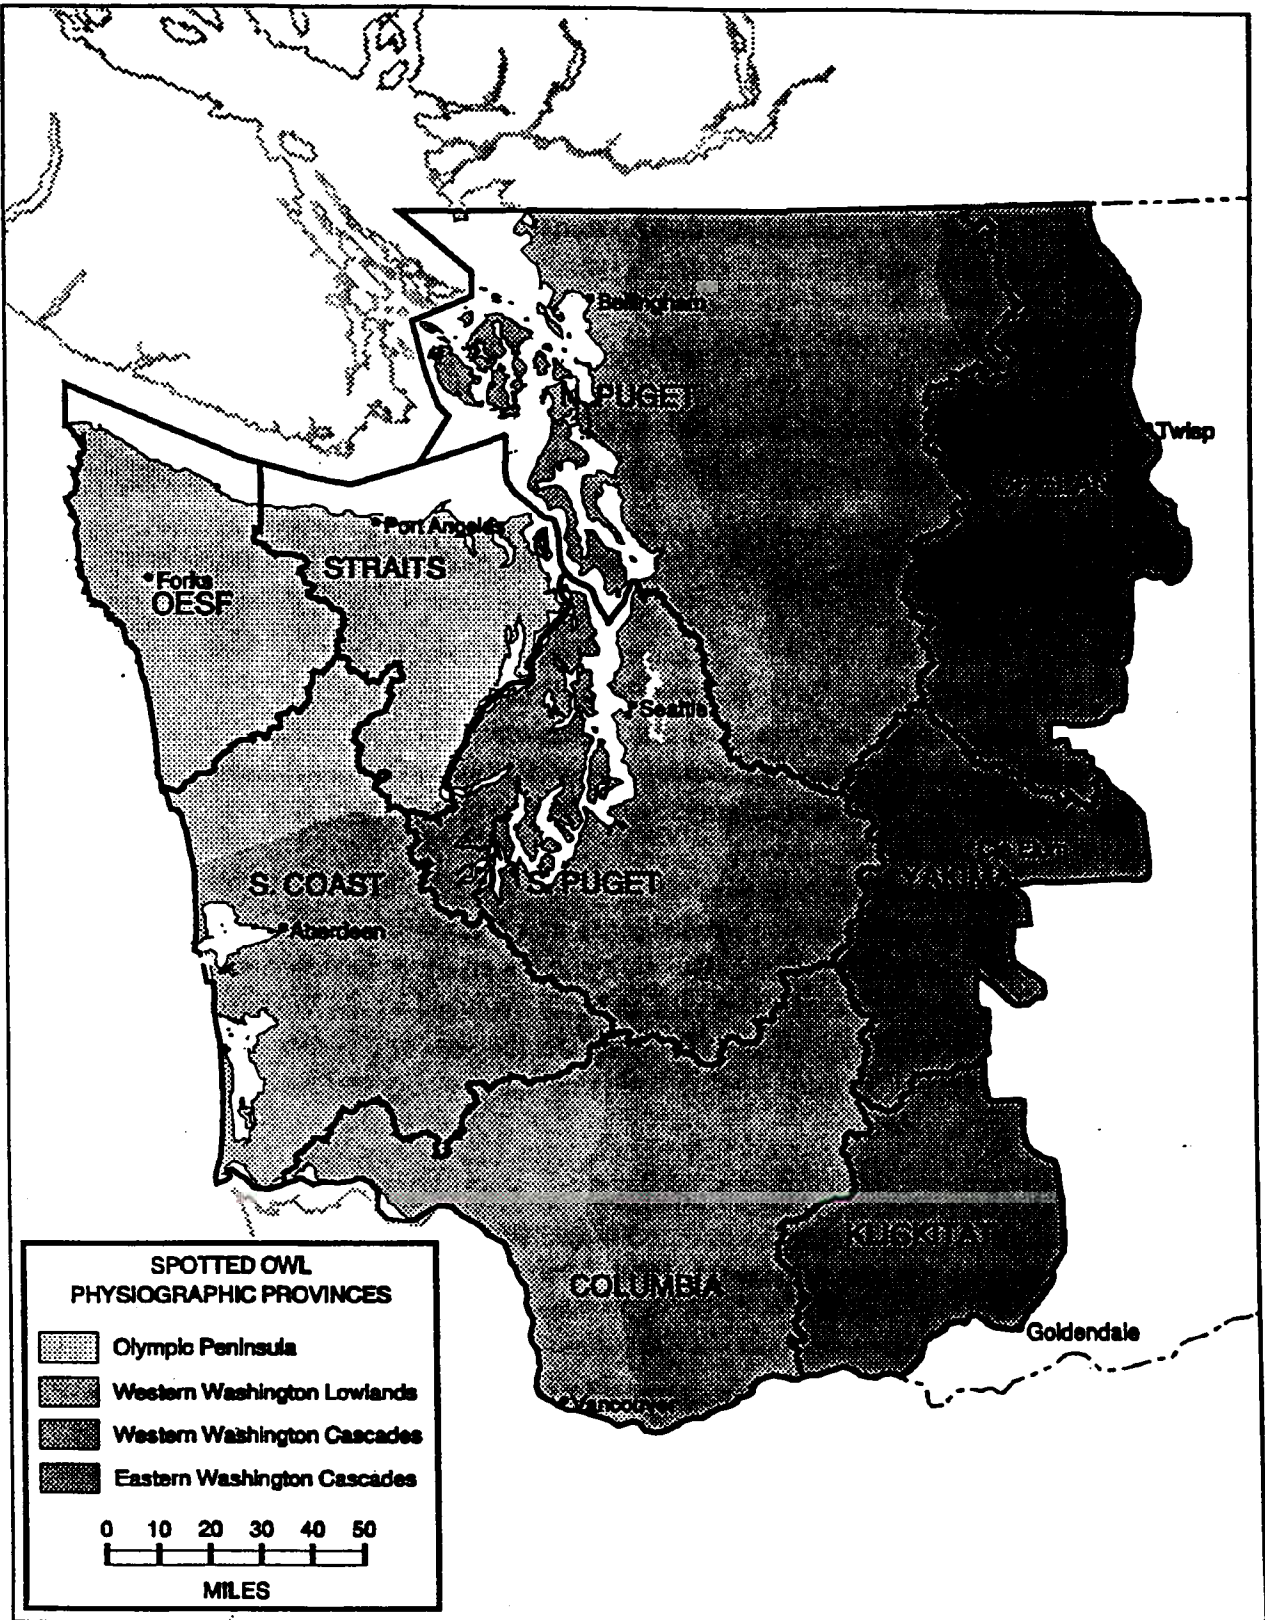 Bellingham
N. PUGET
Twisp
CHELAN
Port Angeles
STRAITS
Forks
OESF
Seattle
S. COAST
S. PUGET
YAKIMA
Aberdeen
KLICKITAT
COLUMBIA
Goldendale
Vancouver
SPOTTED OWL
PHYSIOGRAPHIC PROVINCES
Olympic Peninsula
Western Washington Lowlands
Western Washington Cascades
Eastern Washington Cascades
0 10 20 30 40 50
MILES